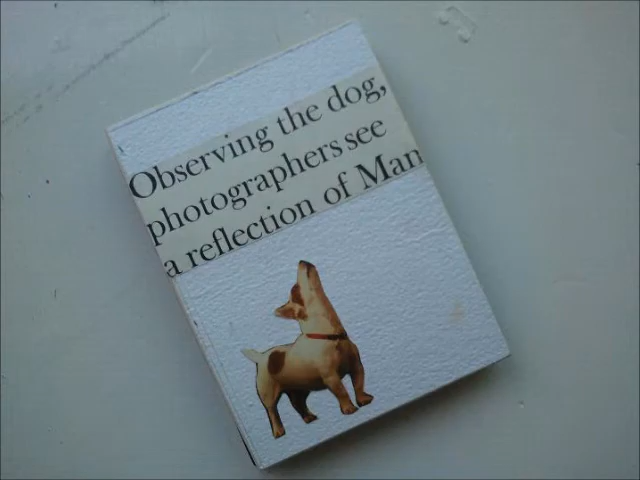 Observing the dog,
photographers see
a reflection of Man